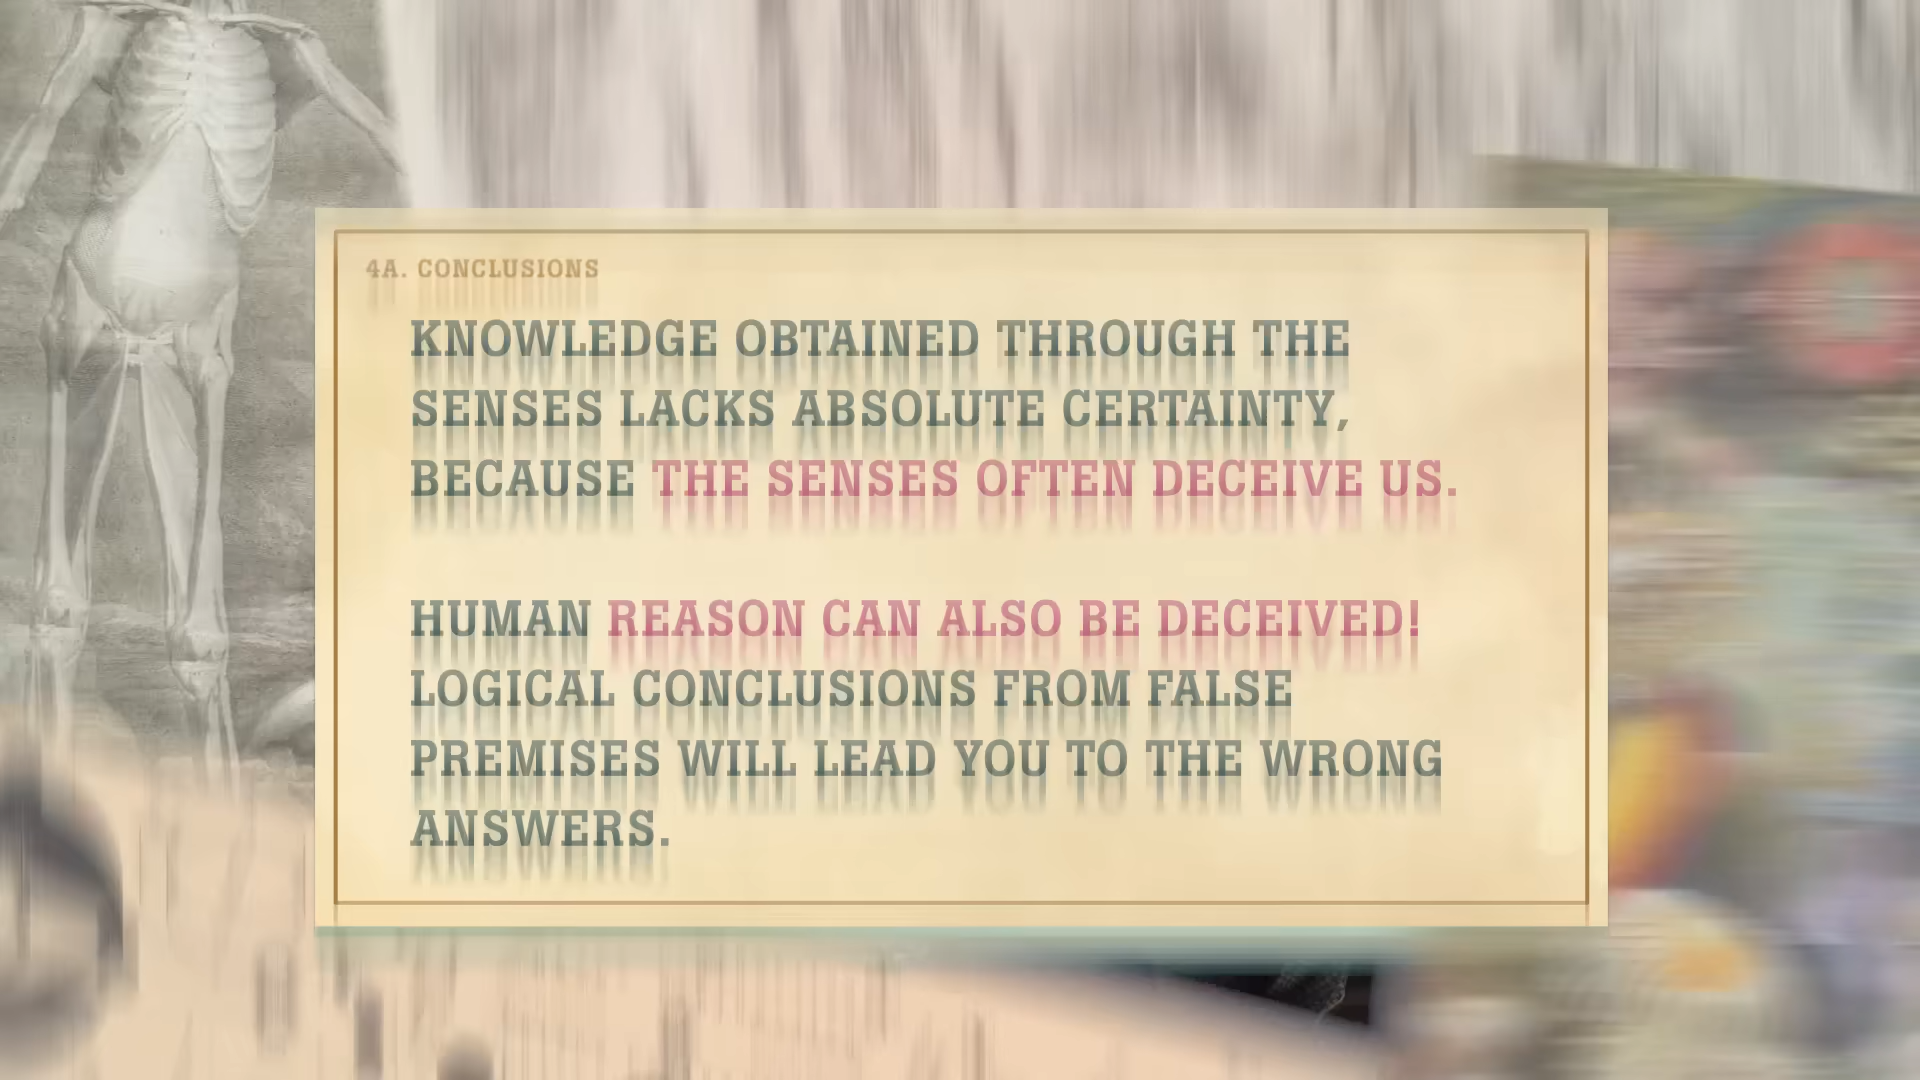 4A. CONCLUSIONS
KNOWLEDGE OBTAINED THROUGH THE
SENSES LACKS ABSOLUTE CERTAINTY,
BECAUSE THE SENSES OFTEN DECEIVE US.
HUMAN REASON CAN ALSO BE DECEIVED!
LOGICAL CONCLUSIONS FROM FALSE
PREMISES WILL LEAD YOU TO THE WRONG
ANSWERS.